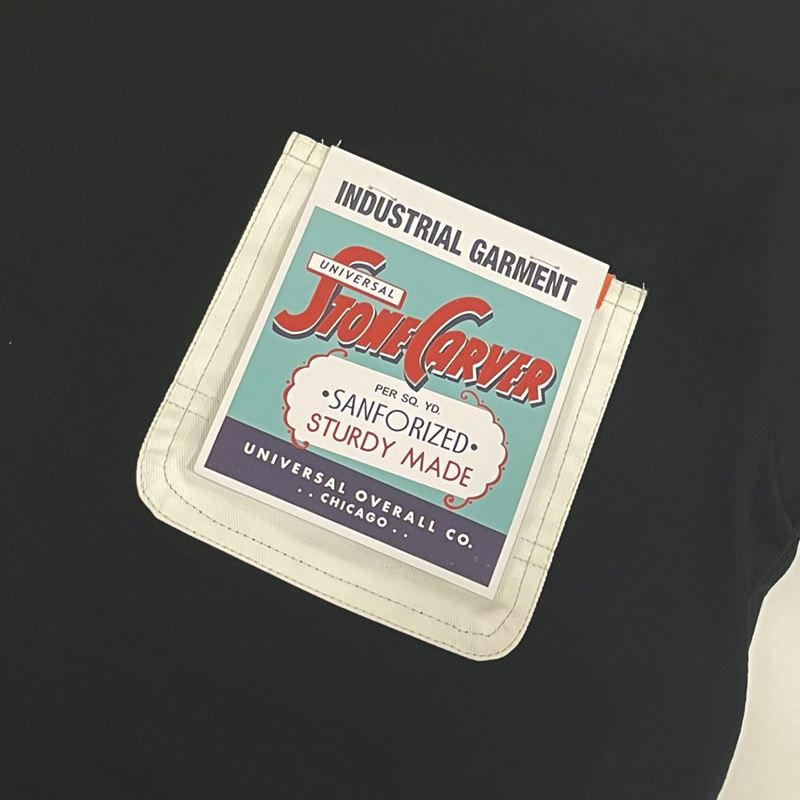 INDUSTRIAL GARMENT
UNIVERSAL
STONE CARVER
PER SQ. YD.
•SANFORIZED•
STURDY MADE
UNIVERSAL OVERALL CO.
··CHICAGO··